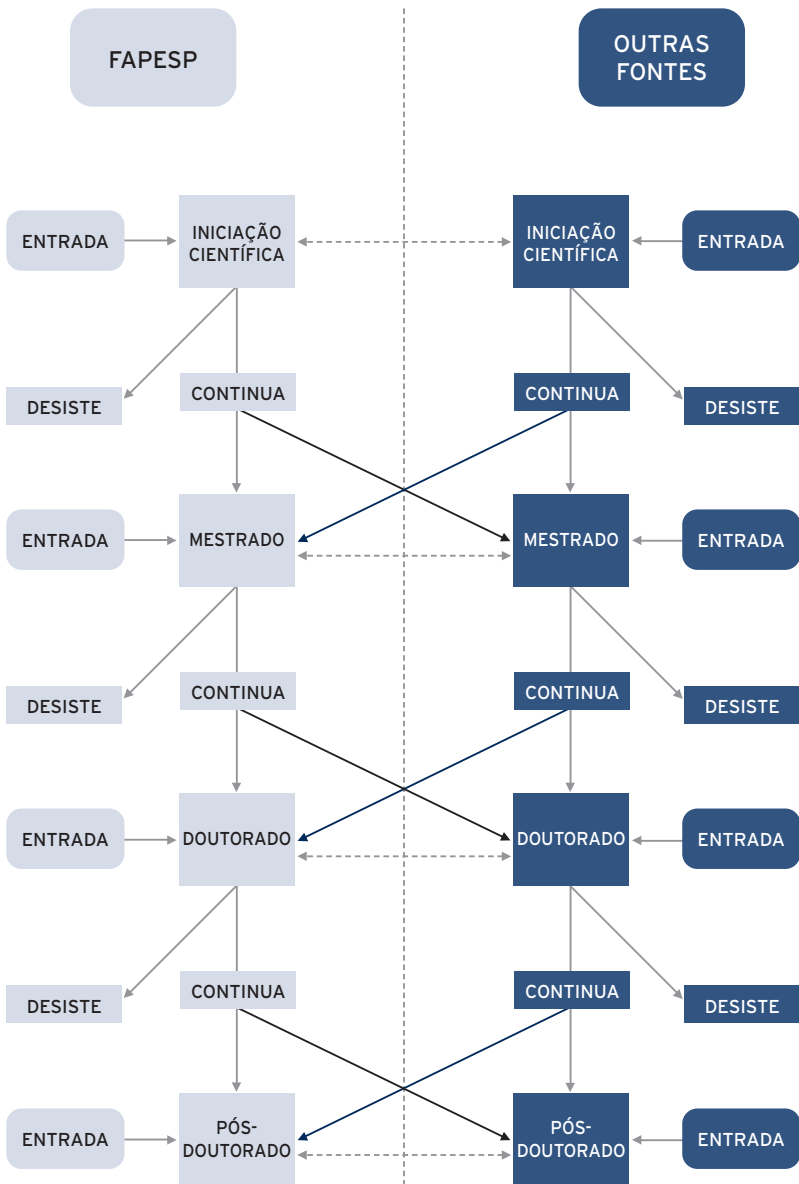 FAPESP
OUTRAS
FONTES
ENTRADA
INICIAÇÃO
CIENTÍFICA
INICIAÇÃO
CIENTÍFICA
ENTRADA
DESISTE
CONTINUA
CONTINUA
DESISTE
ENTRADA
MESTRADO
MESTRADO
ENTRADA
DESISTE
CONTINUA
CONTINUA
DESISTE
ENTRADA
DOUTORADO
DOUTORADO
ENTRADA
DESISTE
CONTINUA
CONTINUA
DESISTE
ENTRADA
PÓS-
DOUTORADO
PÓS-
DOUTORADO
ENTRADA